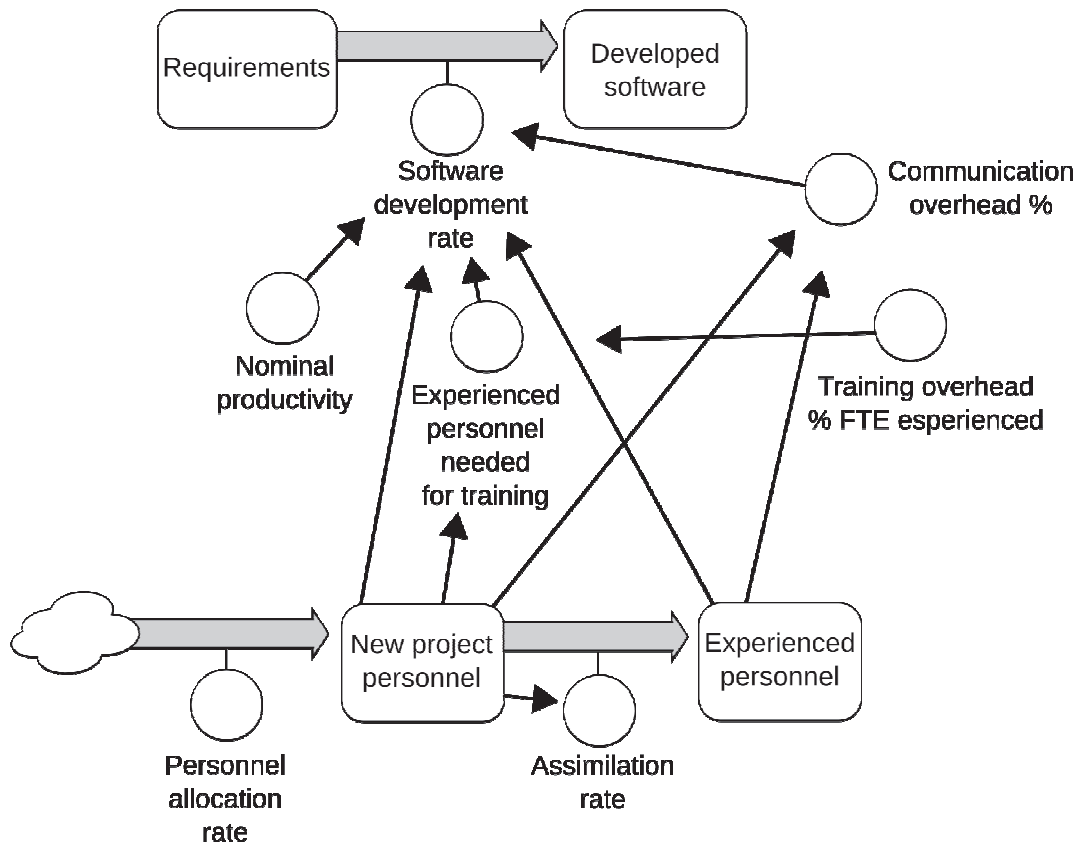 Requirements
Developed
software
Software
development
rate
Communication
overhead %
Nominal
productivity
Experienced
personnel
needed
for training
Training overhead
% FTE esperienced
New project
personnel
Experienced
personnel
Personnel
allocation
rate
Assimilation
rate